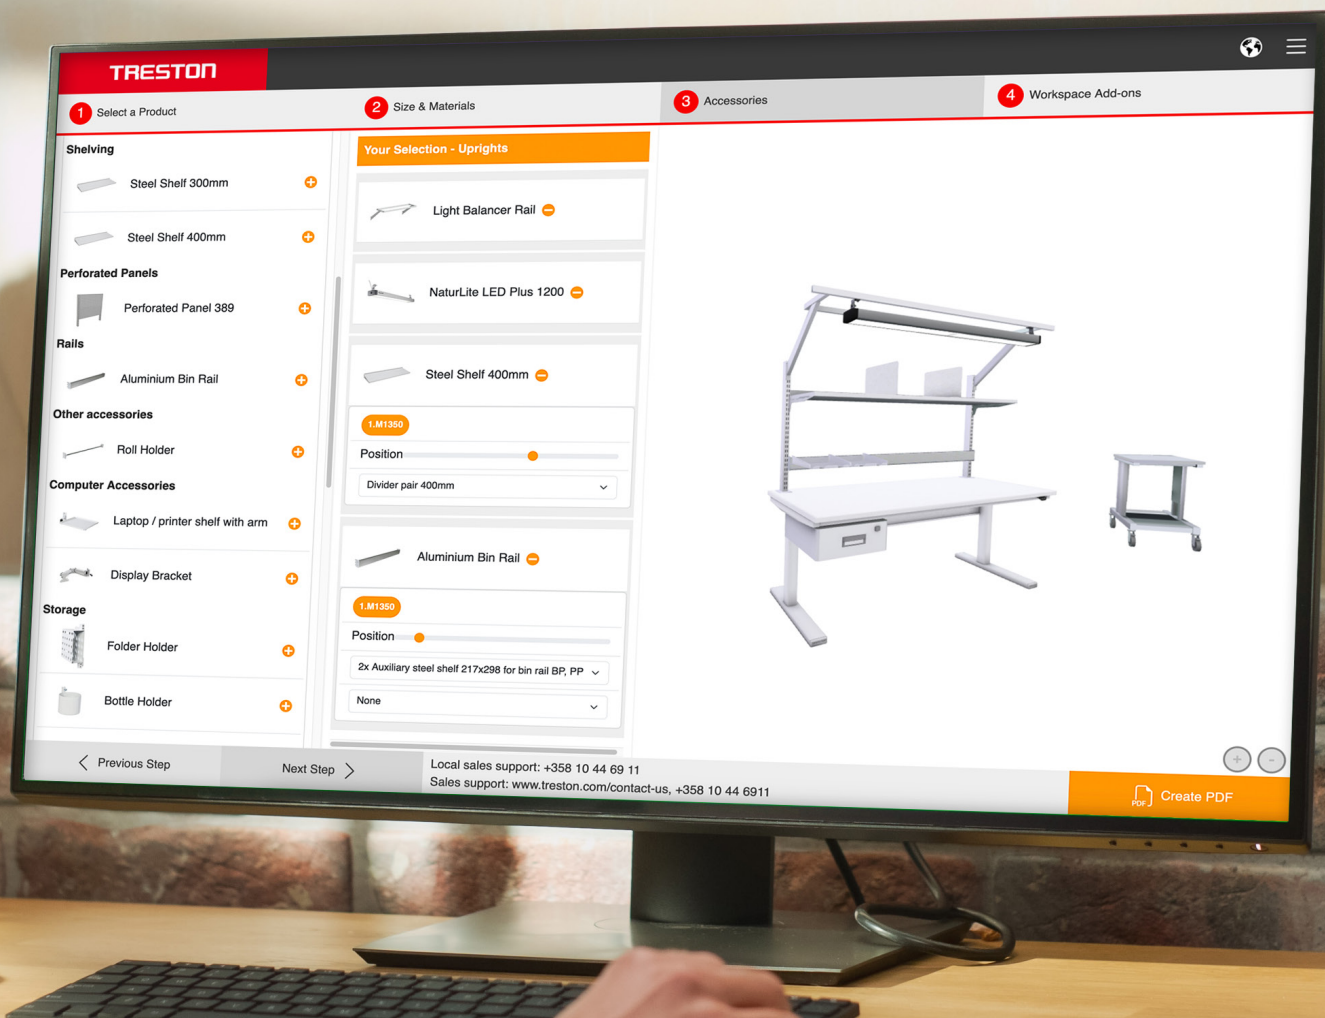 TRESTON
1 Select a Product
2 Size & Materials
3 Accessories
4 Workspace Add-ons
Shelving
Steel Shelf 300mm
Steel Shelf 400mm
Perforated Panels
Perforated Panel 389
Rails
Aluminium Bin Rail
Other accessories
Roll Holder
Computer Accessories
Laptop / printer shelf with arm
Display Bracket
Storage
Folder Holder
Bottle Holder
Your Selection - Uprights
Light Balancer Rail
NaturLite LED Plus 1200
Steel Shelf 400mm
1.M1350
Position
Divider pair 400mm
Aluminium Bin Rail
1.M1350
Position
2x Auxiliary steel shelf 217x298 for bin rail BP, PP
None
Previous Step
Next Step
Local sales support: +358 10 44 69 11
Sales support: www.treston.com/contact-us, +358 10 44 6911
PDF Create PDF